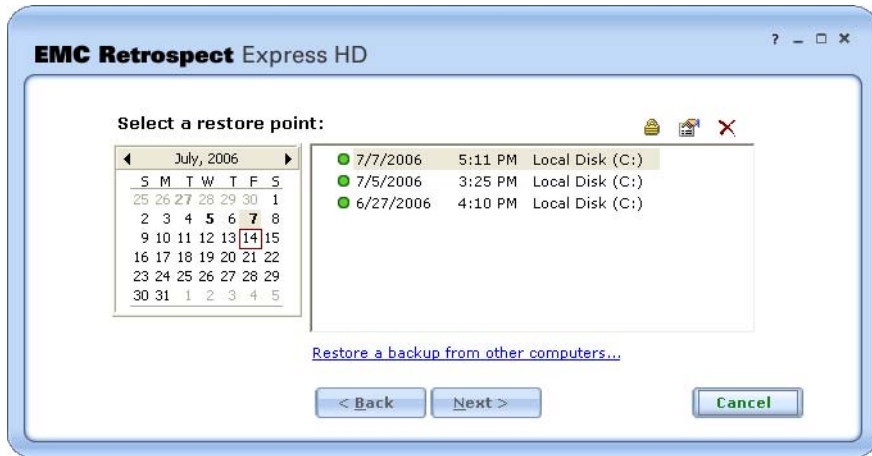 ? _ □ ×
EMC Retrospect Express HD
Select a restore point:
July, 2006
S M T W T F S
25 26 27 28 29 30 1
2 3 4 5 6 7 8
9 10 11 12 13 14 15
16 17 18 19 20 21 22
23 24 25 26 27 28 29
30 31 1 2 3 4 5
7/7/2006 5:11 PM Local Disk (C:)
7/5/2006 3:25 PM Local Disk (C:)
6/27/2006 4:10 PM Local Disk (C:)
Restore a backup from other computers...
< Back Next > Cancel